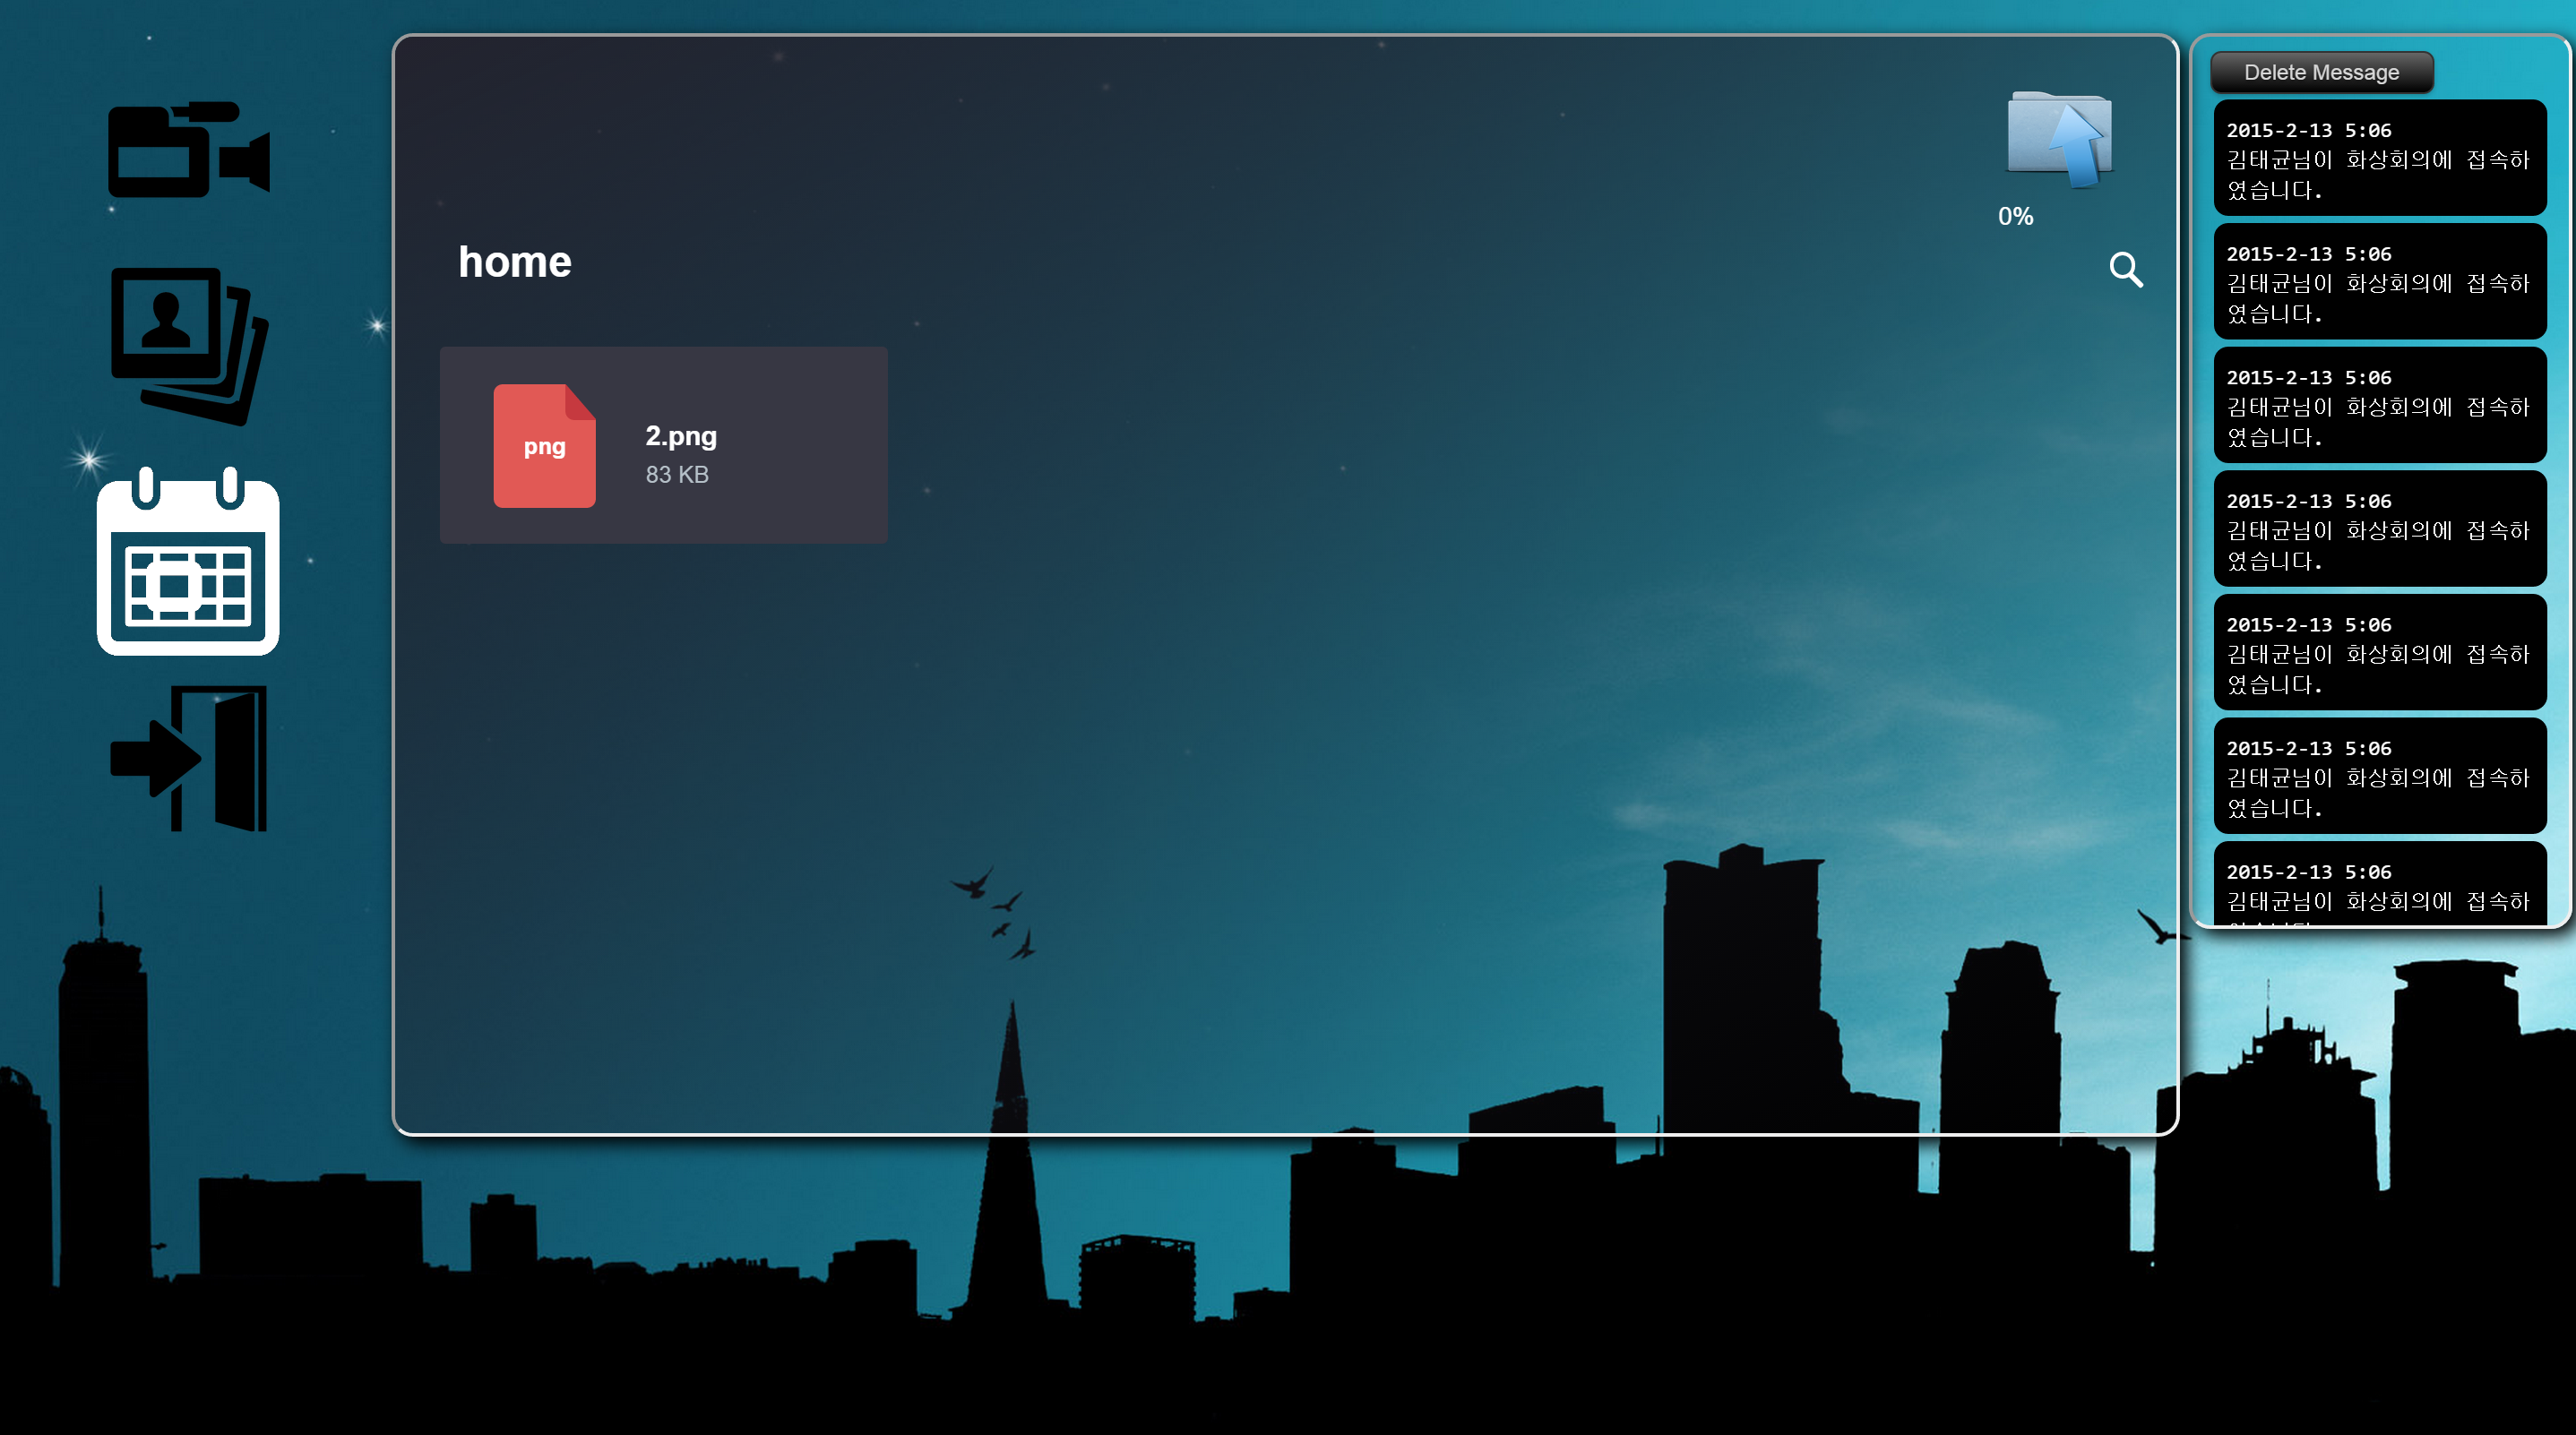 0%
home
png
2.png
83 KB
Delete Message
2015-2-13 5:06
김태균님이 화상회의에 접속하
였습니다.
2015-2-13 5:06
김태균님이 화상회의에 접속하
였습니다.
2015-2-13 5:06
김태균님이 화상회의에 접속하
였습니다.
2015-2-13 5:06
김태균님이 화상회의에 접속하
였습니다.
2015-2-13 5:06
김태균님이 화상회의에 접속하
였습니다.
2015-2-13 5:06
김태균님이 화상회의에 접속하
였습니다.
2015-2-13 5:06
김태균님이 화상회의에 접속하